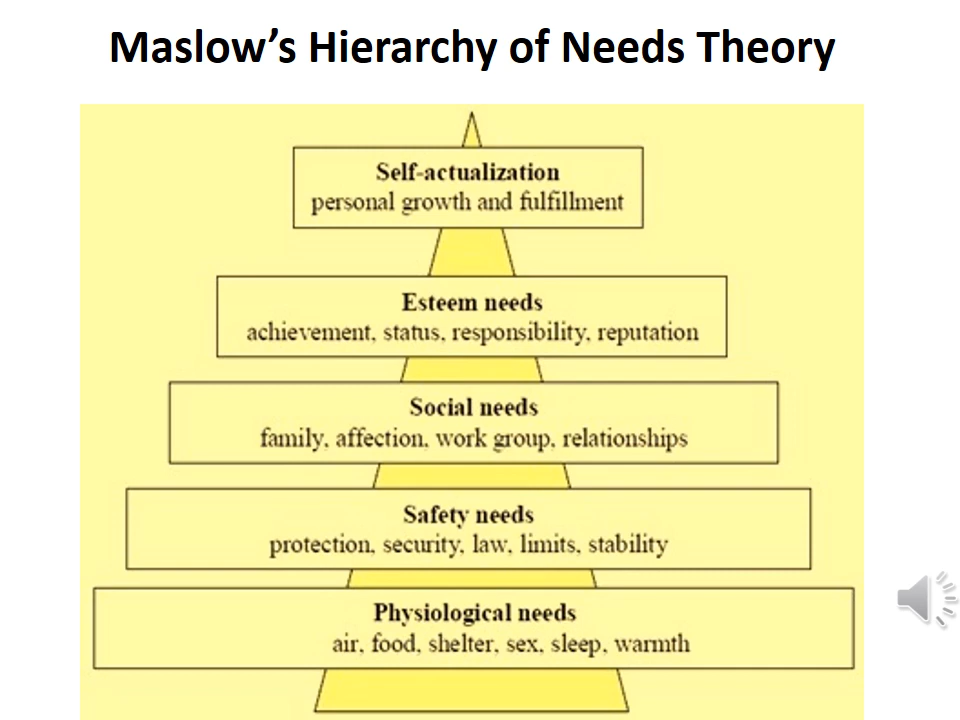 Maslow’s Hierarchy of Needs Theory
Self-actualization
personal growth and fulfillment
Esteem needs
achievement, status, responsibility, reputation
Social needs
family, affection, work group, relationships
Safety needs
protection, security, law, limits, stability
Physiological needs
air, food, shelter, sex, sleep, warmth